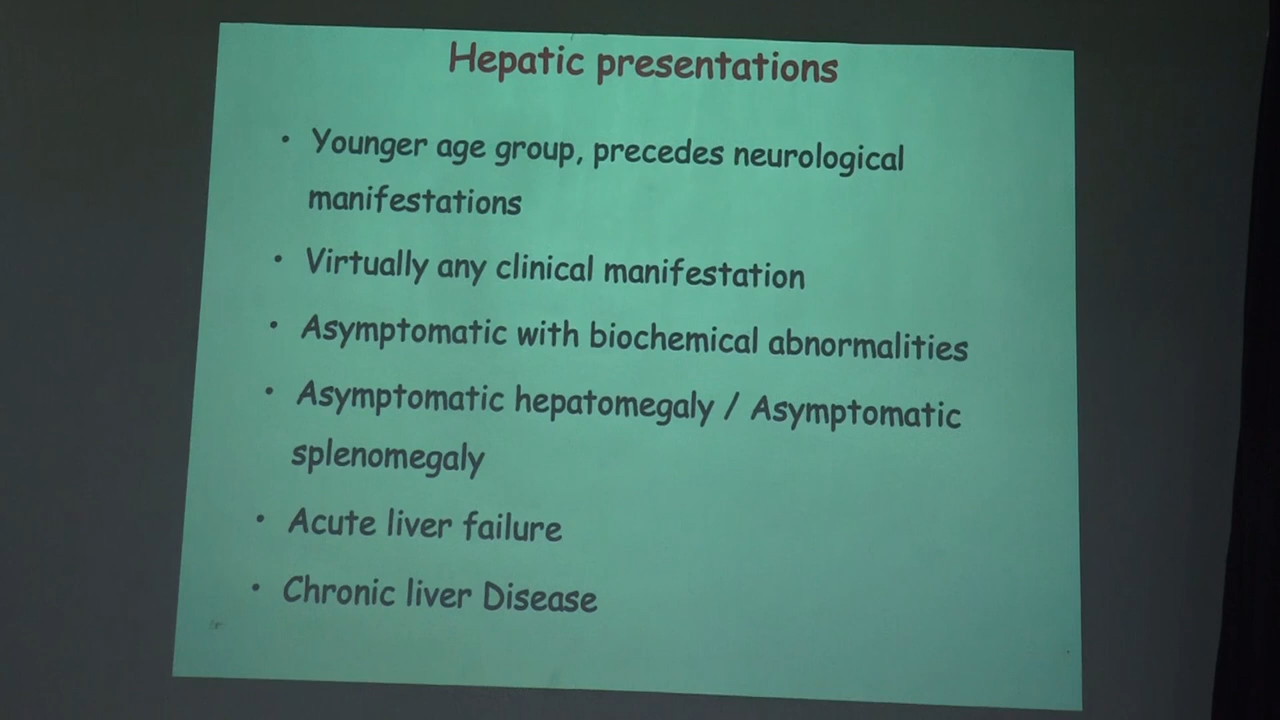 Hepatic presentations
• Younger age group, precedes neurological
manifestations
• Virtually any clinical manifestation
• Asymptomatic with biochemical abnormalities
• Asymptomatic hepatomegaly / Asymptomatic
splenomegaly
• Acute liver failure
• Chronic liver Disease